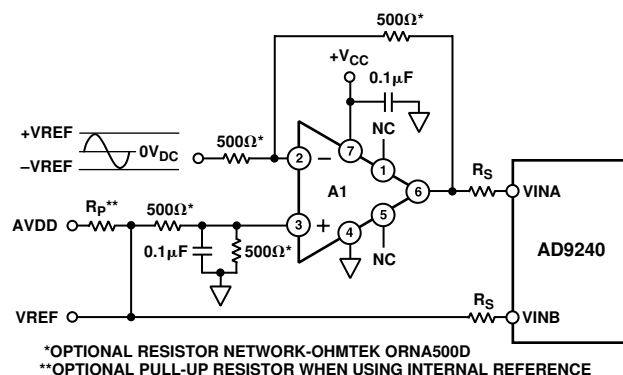 500Ω*
+VCC
0.1µF
+VREF
0VDC
–VREF
500Ω*
NC
2
–
7
1
A1
6
RS
VINA
AVDD
RP**
500Ω*
3
+
4
5
0.1µF
500Ω*
NC
AD9240
VREF
RS
VINB
*OPTIONAL RESISTOR NETWORK-OHMTEK ORNA500D
**OPTIONAL PULL-UP RESISTOR WHEN USING INTERNAL REFERENCE